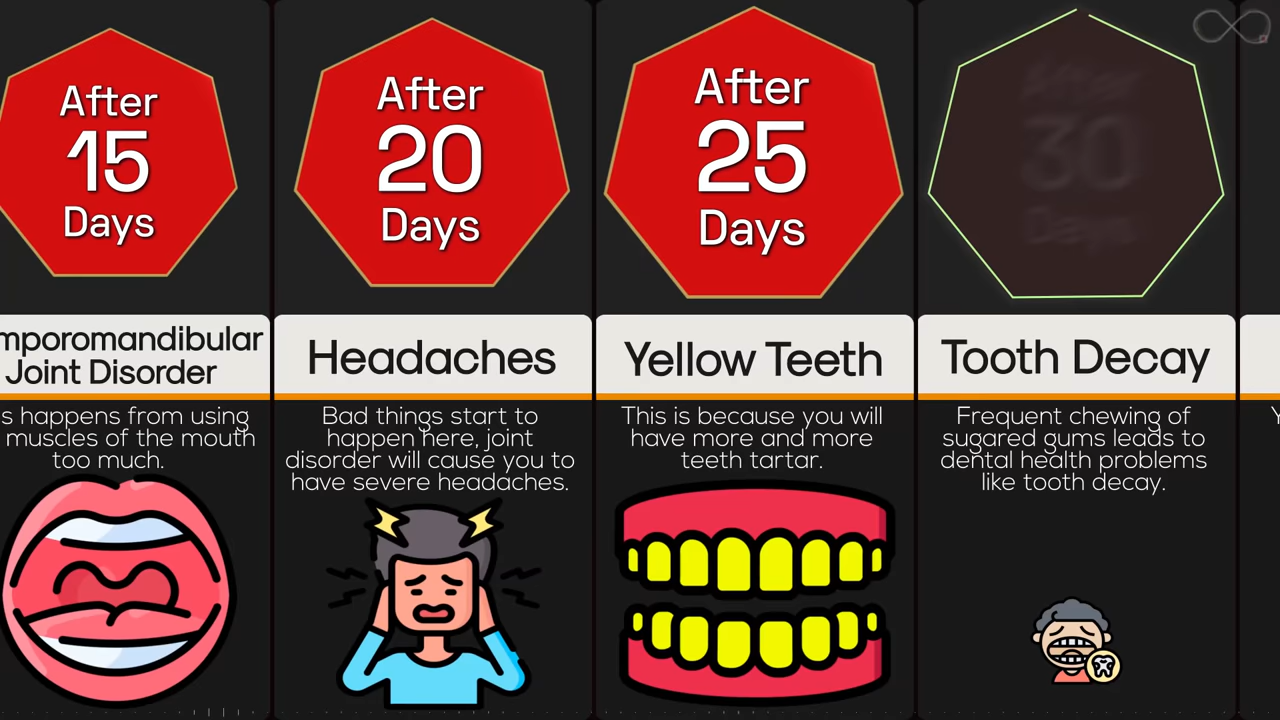 After
15
Days
mporomandibular
Joint Disorder
s happens from using
muscles of the mouth
too much.
After
20
Days
Headaches
Bad things start to
happen here, joint
disorder will cause you to
have severe headaches.
After
25
Days
Yellow Teeth
This is because you will
have more and more
teeth tartar.
After
30
Days
Tooth Decay
Frequent chewing of
sugared gums leads to
dental health problems
like tooth decay.
Y